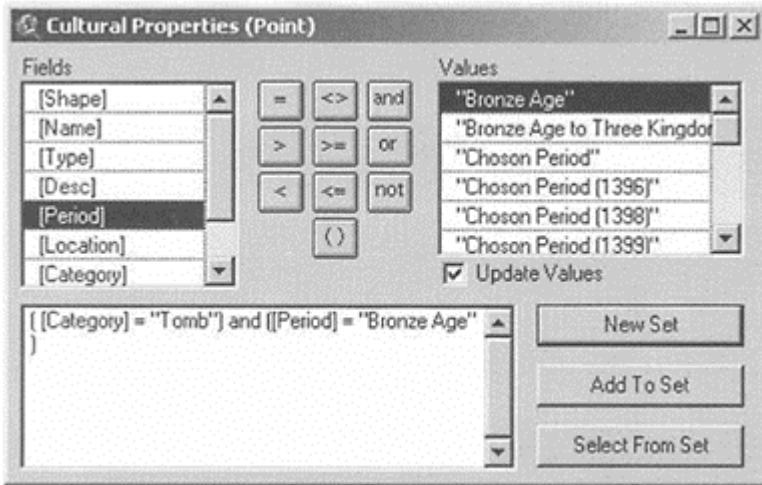 Cultural Properties (Point)
Fields
[Shape]
[Name]
[Type]
[Desc]
[Period]
[Location]
[Category]
= <> and
> >= or
< <= not
()
Values
"Bronze Age"
"Bronze Age to Three Kingdor
"Choson Period"
"Choson Period (1396)"
"Choson Period (1398)"
"Choson Period (1399)"
Update Values
( [Category] = "Tomb") and ([Period] = "Bronze Age"
)
New Set
Add To Set
Select From Set